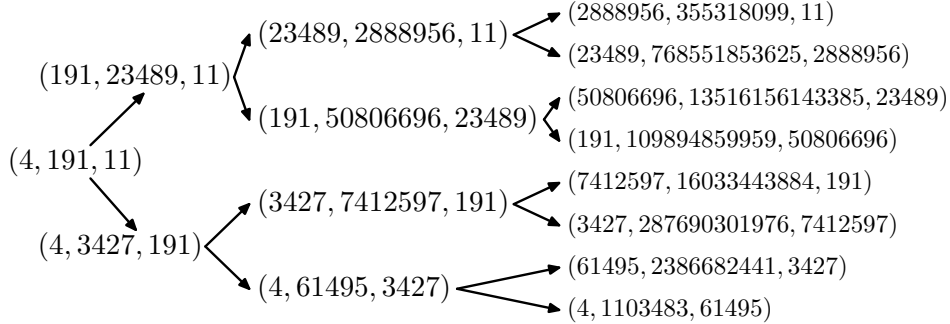 (4, 191, 11)
(191, 23489, 11)
(4, 3427, 191)
(23489, 2888956, 11)
(191, 50806696, 23489)
(3427, 7412597, 191)
(4, 61495, 3427)
(2888956, 355318099, 11)
(23489, 768551853625, 2888956)
(50806696, 13516156143385, 23489)
(191, 109894859959, 50806696)
(7412597, 16033443884, 191)
(3427, 287690301976, 7412597)
(61495, 2386682441, 3427)
(4, 1103483, 61495)